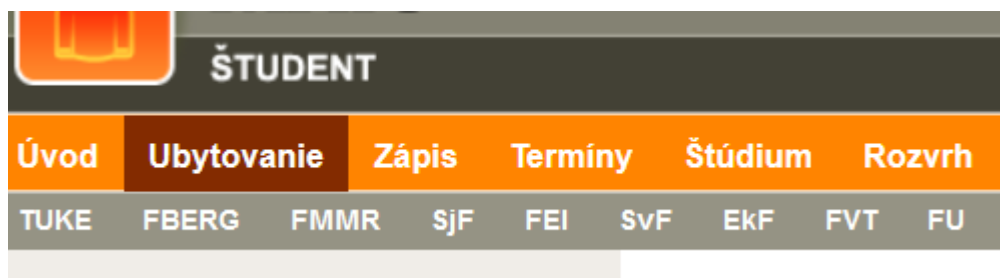 ŠTUDENT
Úvod Ubytovanie Zápis Termíny Štúdium Rozvrh
TUKE FBERG FMMR SjF FEI SvF EkF FVT FU